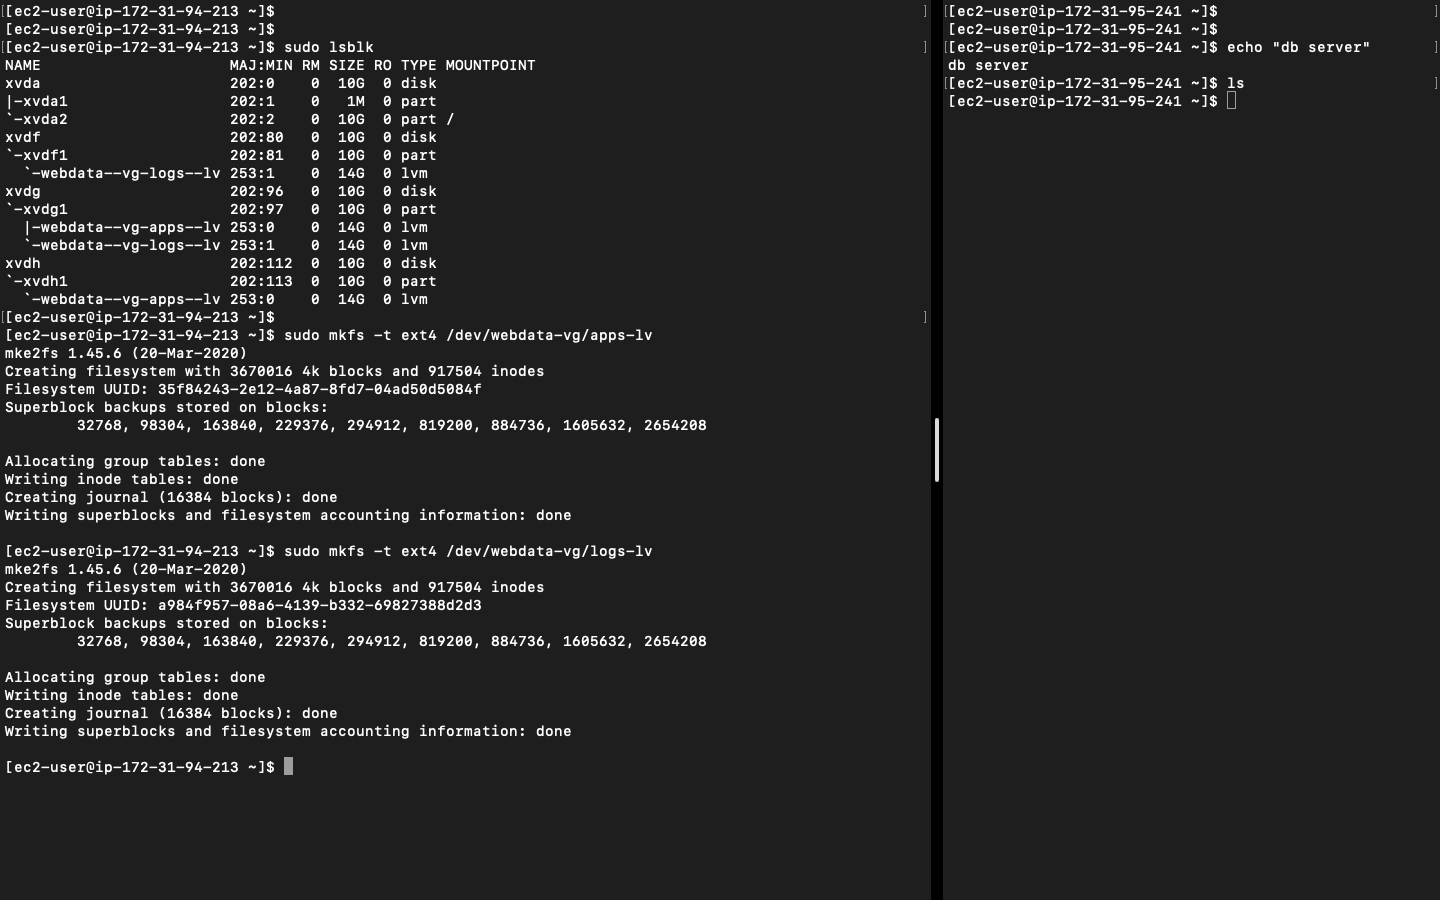 [ec2-user@ip-172-31-94-213 ~]$
[ec2-user@ip-172-31-94-213 ~]$
[ec2-user@ip-172-31-94-213 ~]$ sudo lsblk
NAME                     MAJ:MIN RM SIZE RO TYPE MOUNTPOINT
xvda                     202:0    0  10G  0 disk
|-xvda1                  202:1    0   1M  0 part
`-xvda2                  202:2    0  10G  0 part /
xvdf                     202:80   0  10G  0 disk
`-xvdf1                  202:81   0  10G  0 part
  `-webdata--vg-logs--lv 253:1    0  14G  0 lvm
xvdg                     202:96   0  10G  0 disk
`-xvdg1                  202:97   0  10G  0 part
  |-webdata--vg-apps--lv 253:0    0  14G  0 lvm
  `-webdata--vg-logs--lv 253:1    0  14G  0 lvm
xvdh                     202:112  0  10G  0 disk
`-xvdh1                  202:113  0  10G  0 part
  `-webdata--vg-apps--lv 253:0    0  14G  0 lvm
[ec2-user@ip-172-31-94-213 ~]$
[ec2-user@ip-172-31-94-213 ~]$ sudo mkfs -t ext4 /dev/webdata-vg/apps-lv
mke2fs 1.45.6 (20-Mar-2020)
Creating filesystem with 3670016 4k blocks and 917504 inodes
Filesystem UUID: 35f84243-2e12-4a87-8fd7-04ad50d5084f
Superblock backups stored on blocks:
        32768, 98304, 163840, 229376, 294912, 819200, 884736, 1605632, 2654208

Allocating group tables: done
Writing inode tables: done
Creating journal (16384 blocks): done
Writing superblocks and filesystem accounting information: done

[ec2-user@ip-172-31-94-213 ~]$ sudo mkfs -t ext4 /dev/webdata-vg/logs-lv
mke2fs 1.45.6 (20-Mar-2020)
Creating filesystem with 3670016 4k blocks and 917504 inodes
Filesystem UUID: a984f957-08a6-4139-b332-69827388d2d3
Superblock backups stored on blocks:
        32768, 98304, 163840, 229376, 294912, 819200, 884736, 1605632, 2654208

Allocating group tables: done
Writing inode tables: done
Creating journal (16384 blocks): done
Writing superblocks and filesystem accounting information: done

[ec2-user@ip-172-31-94-213 ~]$
[ec2-user@ip-172-31-95-241 ~]$
[ec2-user@ip-172-31-95-241 ~]$
[ec2-user@ip-172-31-95-241 ~]$ echo "db server"
db server
[ec2-user@ip-172-31-95-241 ~]$ ls
[ec2-user@ip-172-31-95-241 ~]$